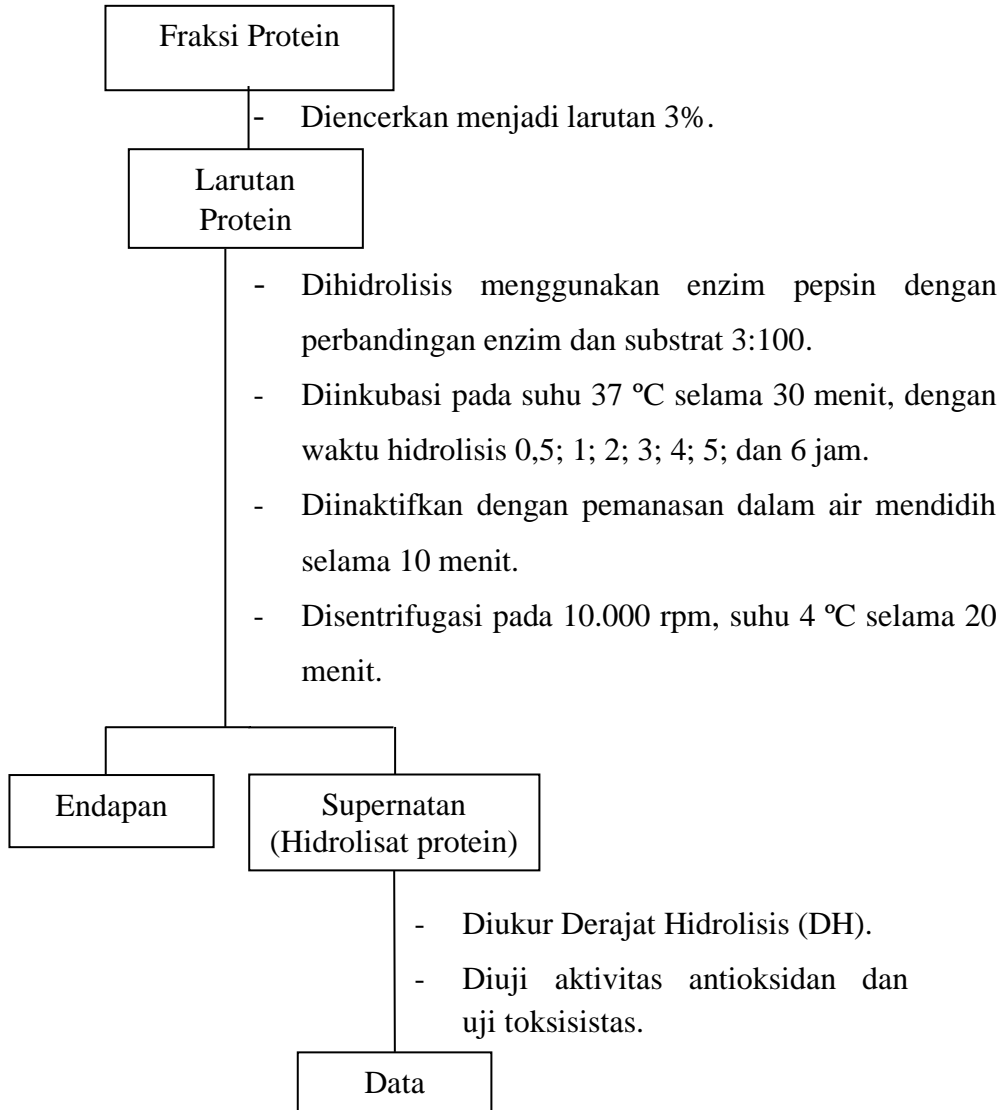 Fraksi Protein
- Diencerkan menjadi larutan 3%.
Larutan
Protein
- Dihidrolisis menggunakan enzim pepsin dengan
perbandingan enzim dan substrat 3:100.
- Diinkubasi pada suhu 37 ºC selama 30 menit, dengan
waktu hidrolisis 0,5; 1; 2; 3; 4; 5; dan 6 jam.
- Diinaktifkan dengan pemanasan dalam air mendidih
selama 10 menit.
- Disentrifugasi pada 10.000 rpm, suhu 4 ºC selama 20
menit.
Endapan
Supernatan
(Hidrolisat protein)
- Diukur Derajat Hidrolisis (DH).
- Diuji aktivitas antioksidan dan
uji toksisistas.
Data